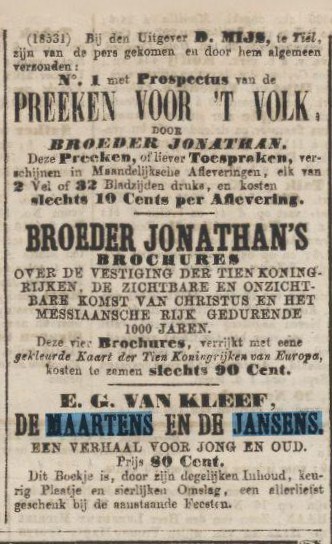 (18531) Bij den Uitgever D. MIJS, te Tiel,
zijn van de pers gekomen en door hem algemeen
verzonden:
No. 1 met Prospectus van de
PREEKEN VOOR 'T VOLK,
DOOR
BROEDER JONATHAN.
Deze Preeken, of liever Toespraken, ver-
schijnen in Maandelijksche Afleveringen, elk van
2 Vel of 32 Bladzijden druks, en kosten
slechts 10 Cents per Aflevering.
BROEDER JONATHAN'S
BROCHURES
OVER DE VESTIGING DER TIEN KONING-
RIJKEN, DE ZICHTBARE EN ONZICHT-
BARE KOMST VAN CHRISTUS EN HET
MESSIAANSCHE RIJK GEDURENDE
1000 JAREN.
Deze vier Brochures, verrijkt met eene
gekleurde Kaart der Tien Koningrijken van Europa,
kosten te zamen slechts 90 Cent.
E. G. VAN KLEEF,
DE MAARTENS EN DE JANSENS.
EEN VERHAAL VOOR JONG EN OUD.
Prijs 80 Cent.
Dit Boekje is, door zijn degelijken Inhoud, keu-
rig Plaatje en sierlijken Omslag, een allerliefst
geschenk bij de aanstaande Feesten.